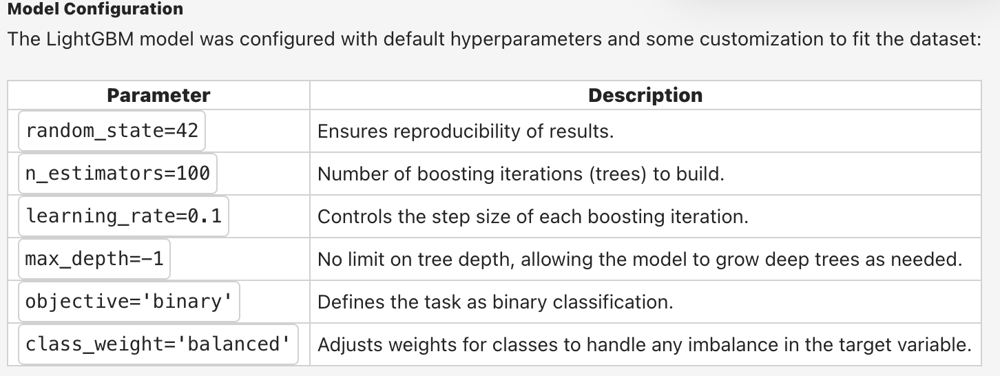 Model Configuration
The LightGBM model was configured with default hyperparameters and some customization to fit the dataset:
Parameter Description
random_state=42 Ensures reproducibility of results.
n_estimators=100 Number of boosting iterations (trees) to build.
learning_rate=0.1 Controls the step size of each boosting iteration.
max_depth=-1 No limit on tree depth, allowing the model to grow deep trees as needed.
objective='binary' Defines the task as binary classification.
class_weight='balanced' Adjusts weights for classes to handle any imbalance in the target variable.